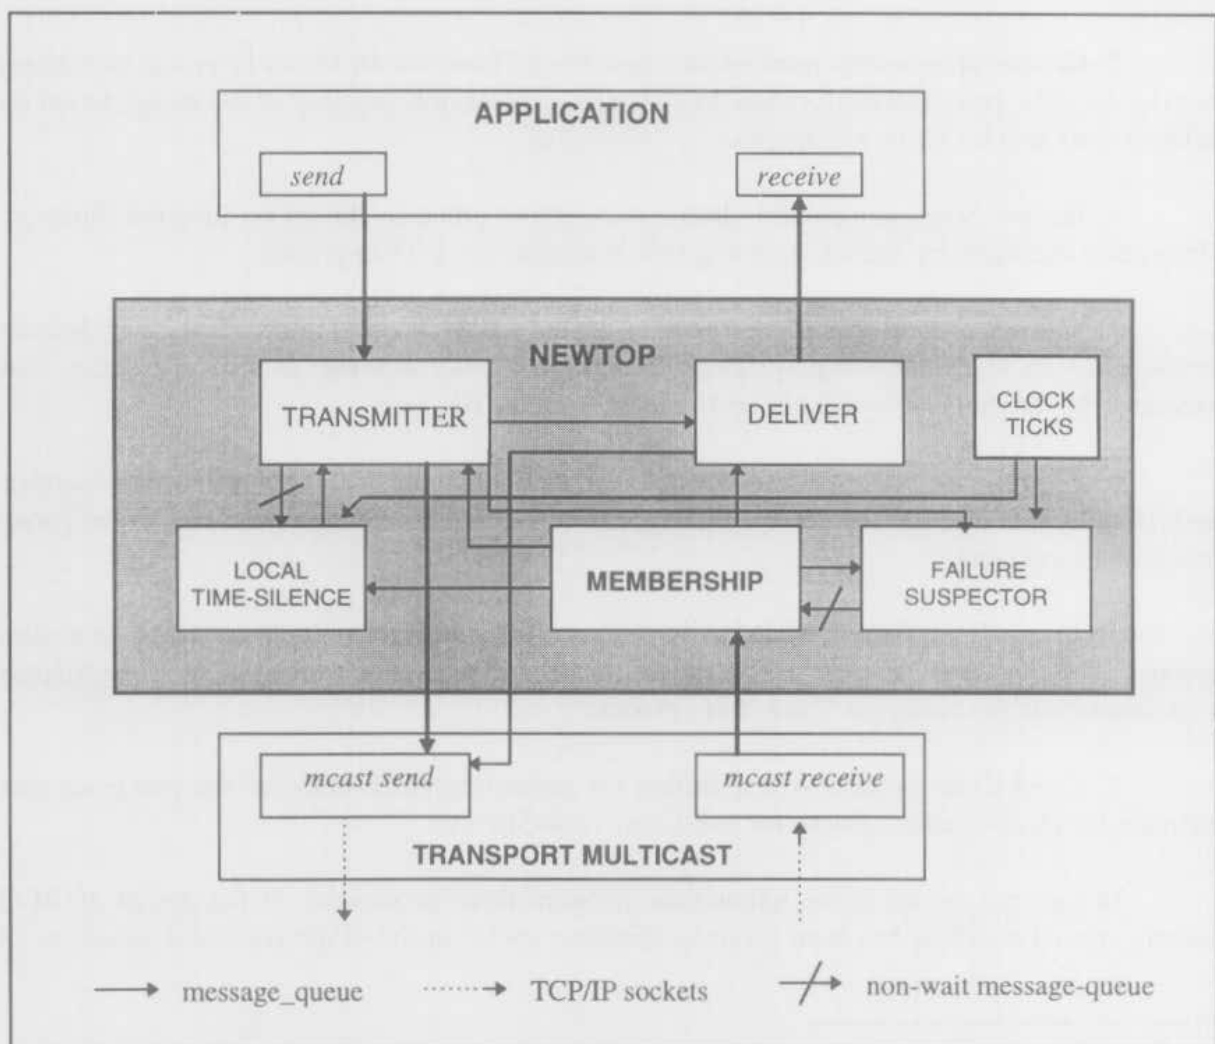 APPLICATION
send
receive
NEWTOP
TRANSMITTER
DELIVER
CLOCK
TICKS
LOCAL
TIME-SILENCE
MEMBERSHIP
FAILURE
SUSPECTOR
mcast send
mcast receive
TRANSPORT MULTICAST
message_queue
TCP/IP sockets
non-wait message-queue